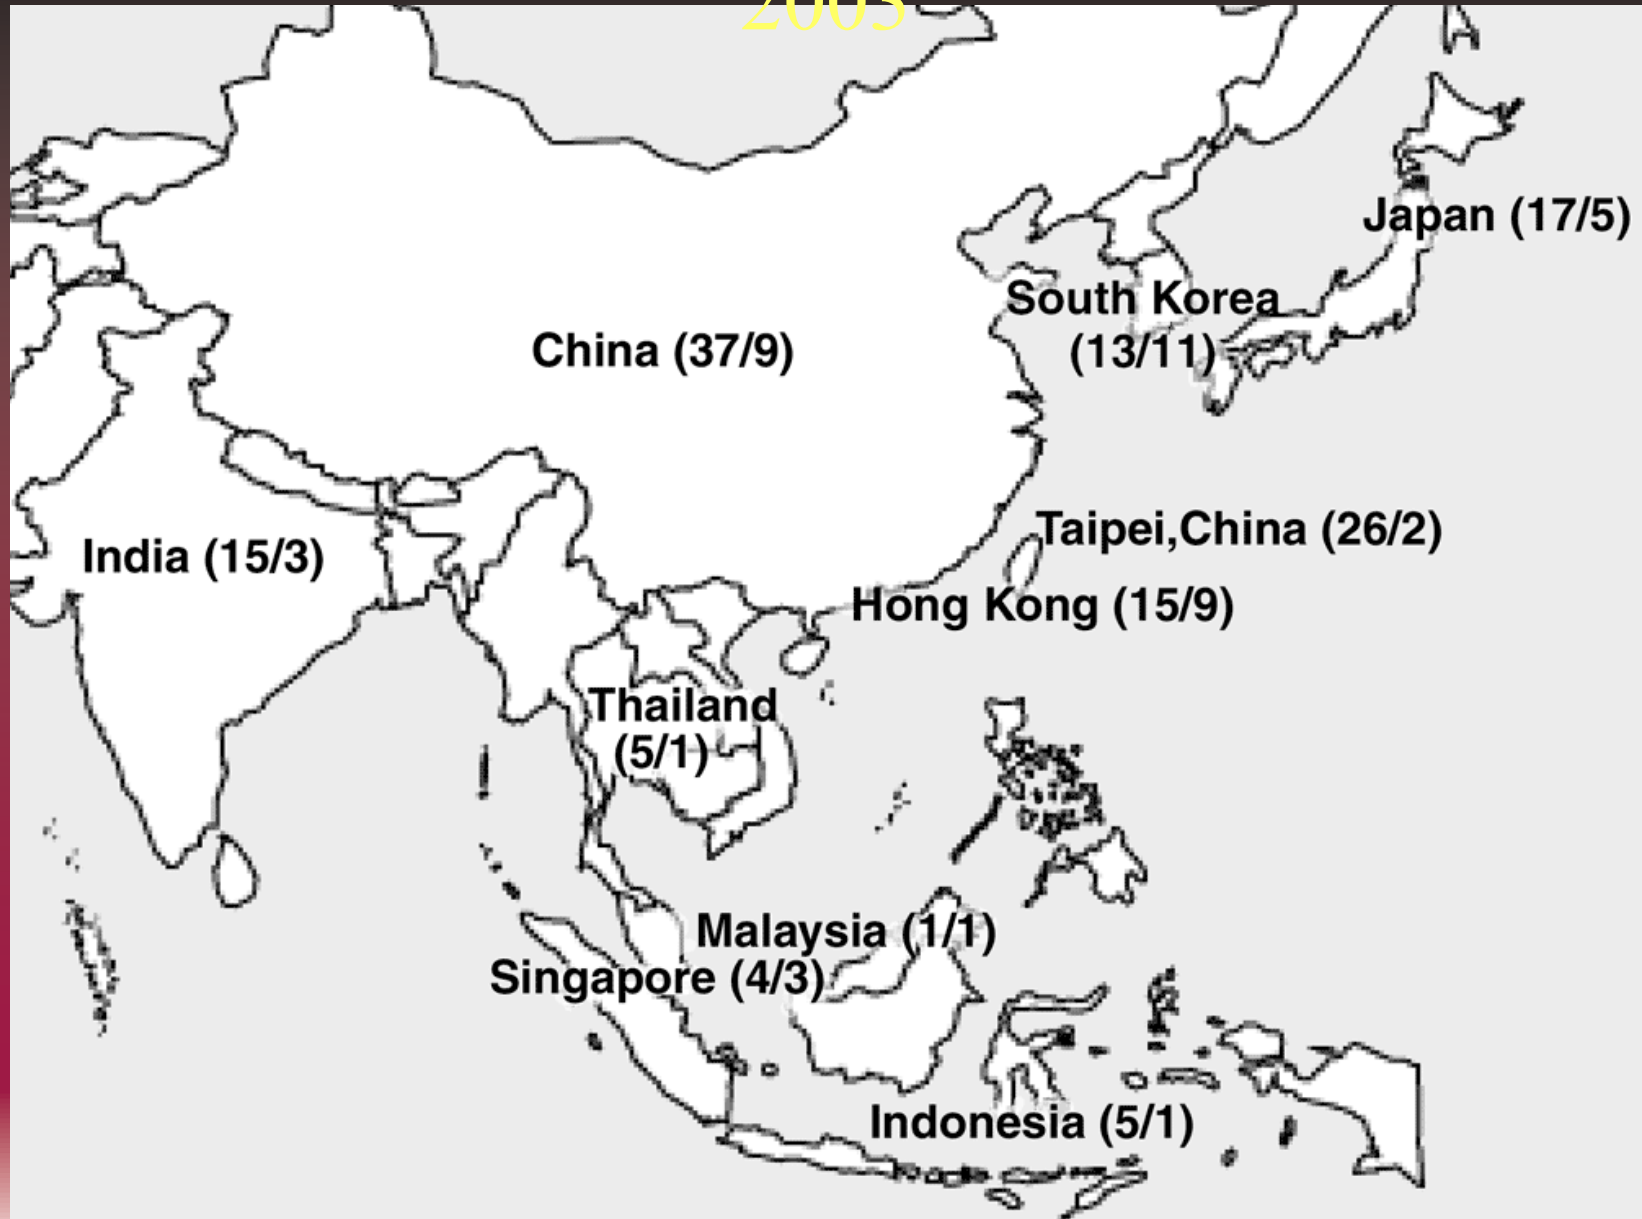 2005
Japan (17/5)
South Korea
(13/11)
China (37/9)
Taipei,China (26/2)
India (15/3)
Hong Kong (15/9)
Thailand
(5/1)
Malaysia (1/1)
Singapore (4/3)
Indonesia (5/1)